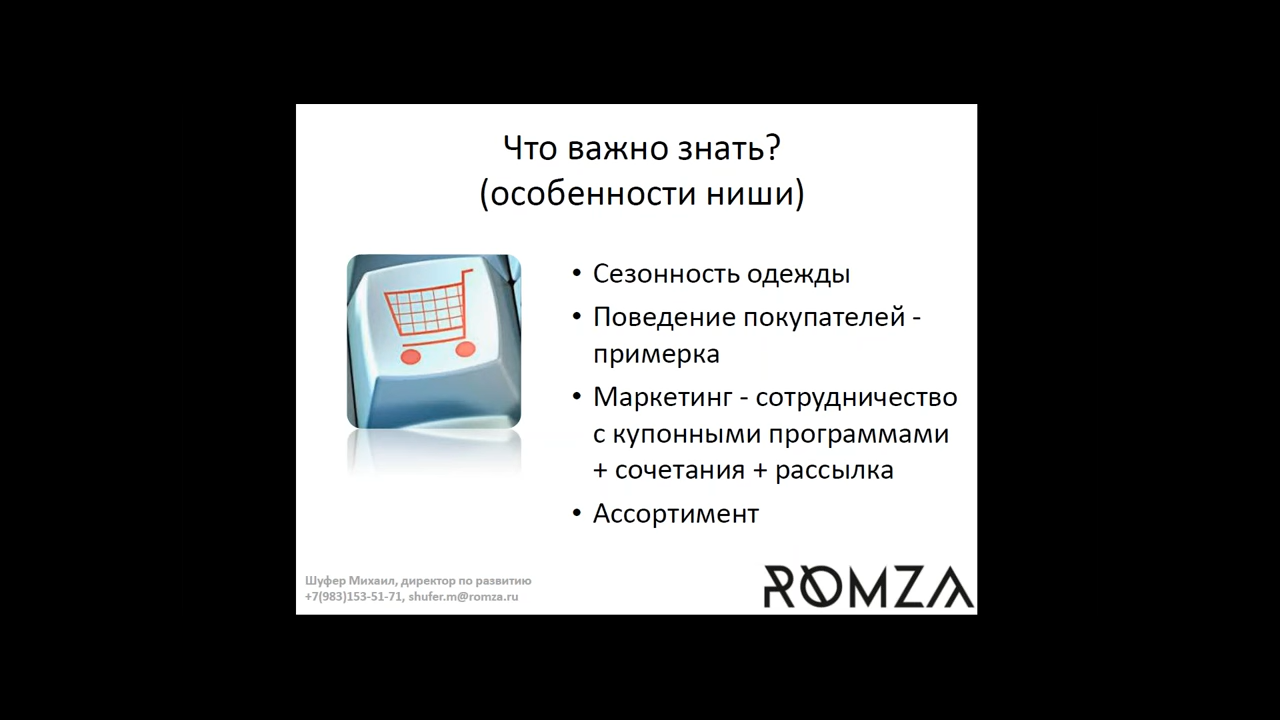 Что важно знать?
(особенности ниши)
• Сезонность одежды
• Поведение покупателей -
примерка
• Маркетинг - сотрудничество
с купонными программами
+ сочетания + рассылка
• Ассортимент
Шуфер Михаил, директор по развитию
+7(983)153-51-71, shufer.m@romza.ru
ROMZA